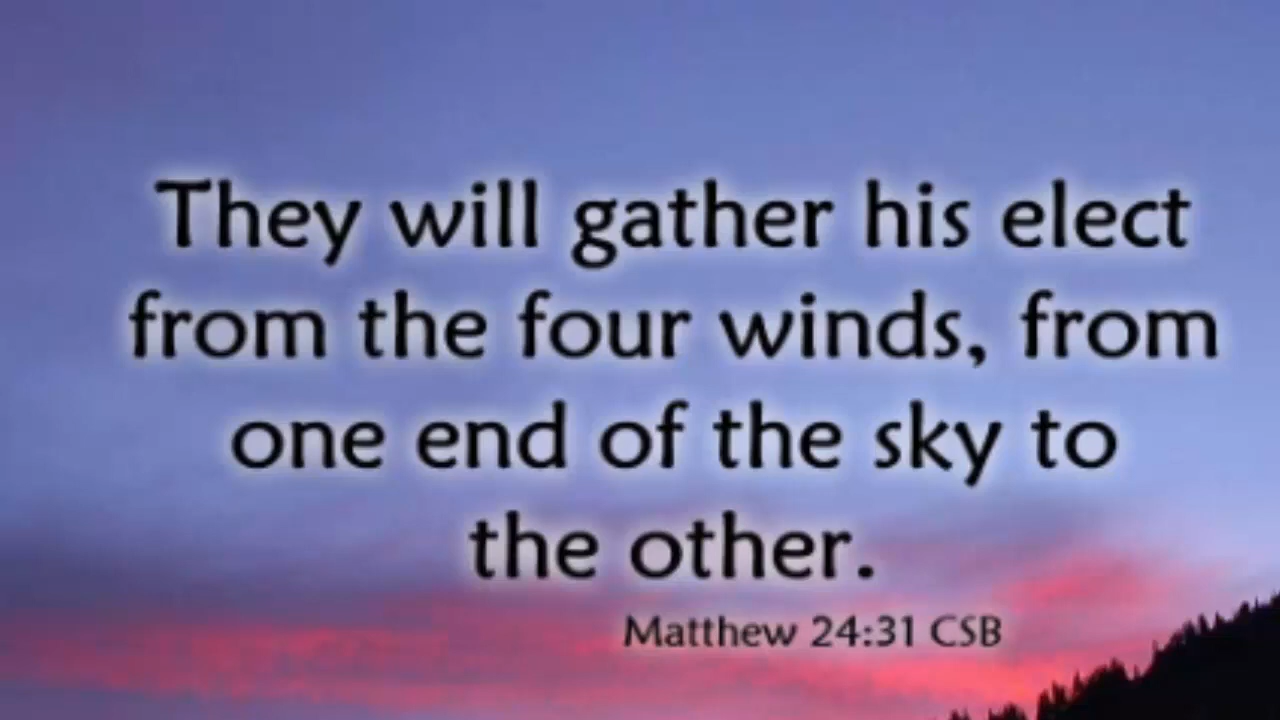 They will gather his elect
from the four winds, from
one end of the sky to
the other.
Matthew 24:31 CSB